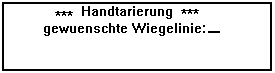 *** Handtarierung ***
gewuenschte Wiegelinie:_